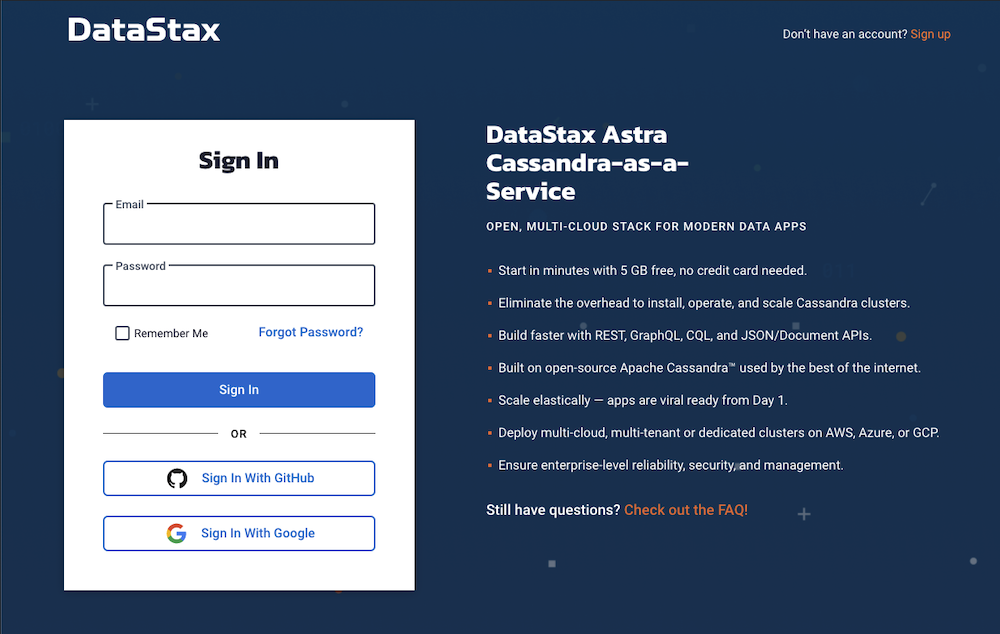 DataStax
Don't have an account? Sign up
Sign In
Email
Password
Remember Me
Forgot Password?
Sign In
OR
Sign In With GitHub
Sign In With Google
DataStax Astra
Cassandra-as-a-
Service
OPEN, MULTI-CLOUD STACK FOR MODERN DATA APPS
Start in minutes with 5 GB free, no credit card needed.
Eliminate the overhead to install, operate, and scale Cassandra clusters.
Build faster with REST, GraphQL, CQL, and JSON/Document APIs.
Built on open-source Apache Cassandra™ used by the best of the internet.
Scale elastically — apps are viral ready from Day 1.
Deploy multi-cloud, multi-tenant or dedicated clusters on AWS, Azure, or GCP.
Ensure enterprise-level reliability, security, and management.
Still have questions? Check out the FAQ!